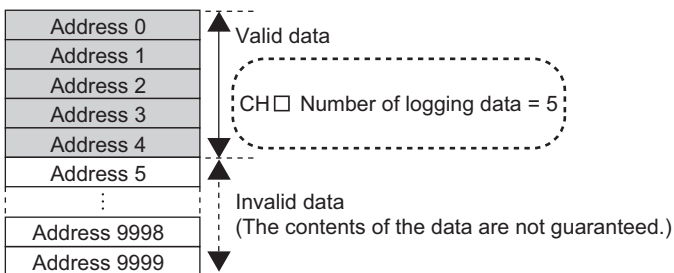 Address 0
Address 1
Address 2
Address 3
Address 4
Address 5
⋮
Address 9998
Address 9999
Valid data
CH□ Number of logging data = 5
Invalid data
(The contents of the data are not guaranteed.)